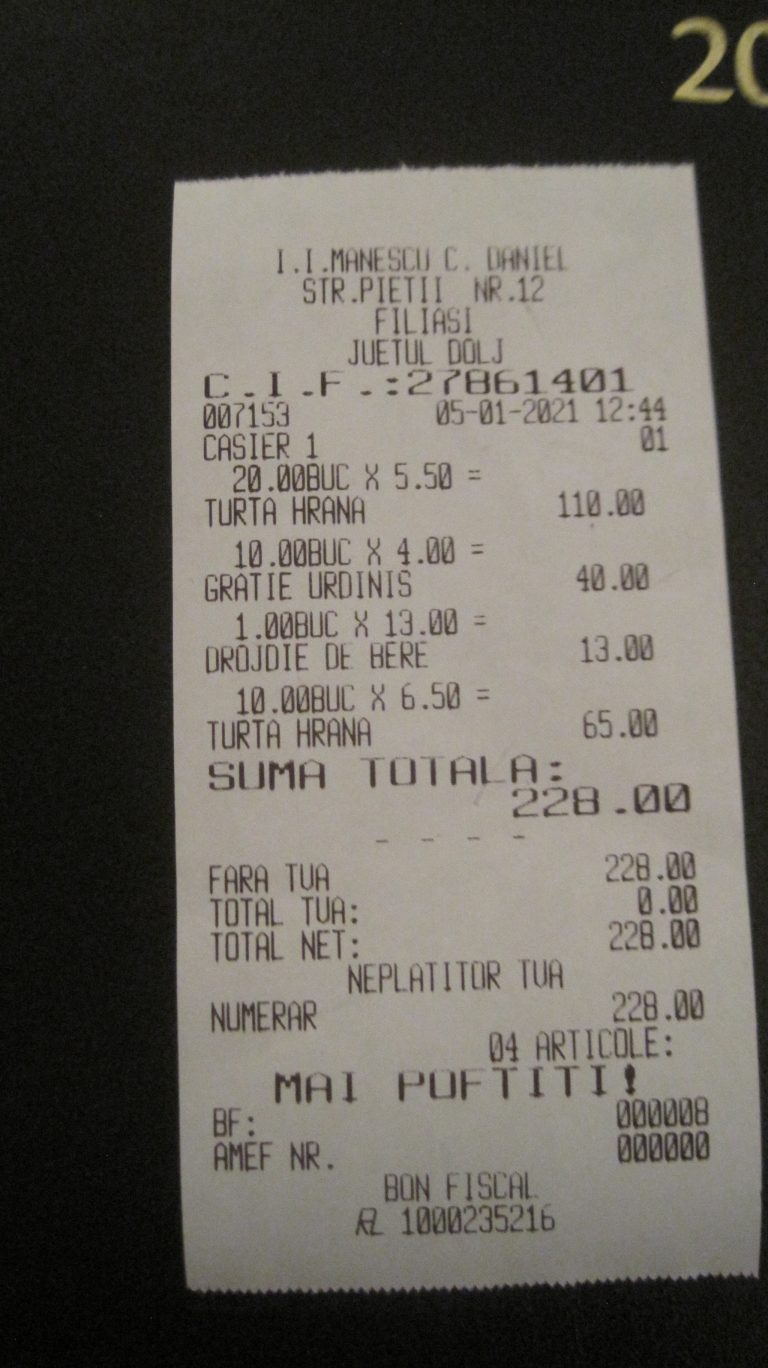 20
I.I.MANESCU C. DANIEL
STR.PIETII NR.12
FILIASI
JUETUL DOLJ
C.I.F.:27861401
007153 05-01-2021 12:44
CASIER 1 01
20.00BUC X 5.50 =
TURTA HRANA 110.00
10.00BUC X 4.00 =
GRATIE URDINIS 40.00
1.00BUC X 13.00 =
DROJDIE DE BERE 13.00
10.00BUC X 6.50 =
TURTA HRANA 65.00
SUMA TOTALA:
228.00
- - - -
FARA TVA 228.00
TOTAL TVA: 0.00
TOTAL NET: 228.00
NEPLATITOR TVA
NUMERAR 228.00
04 ARTICOLE:
MAI POFTITI!
BF: 000008
AMEF NR. 000000
BON FISCAL
1000235216